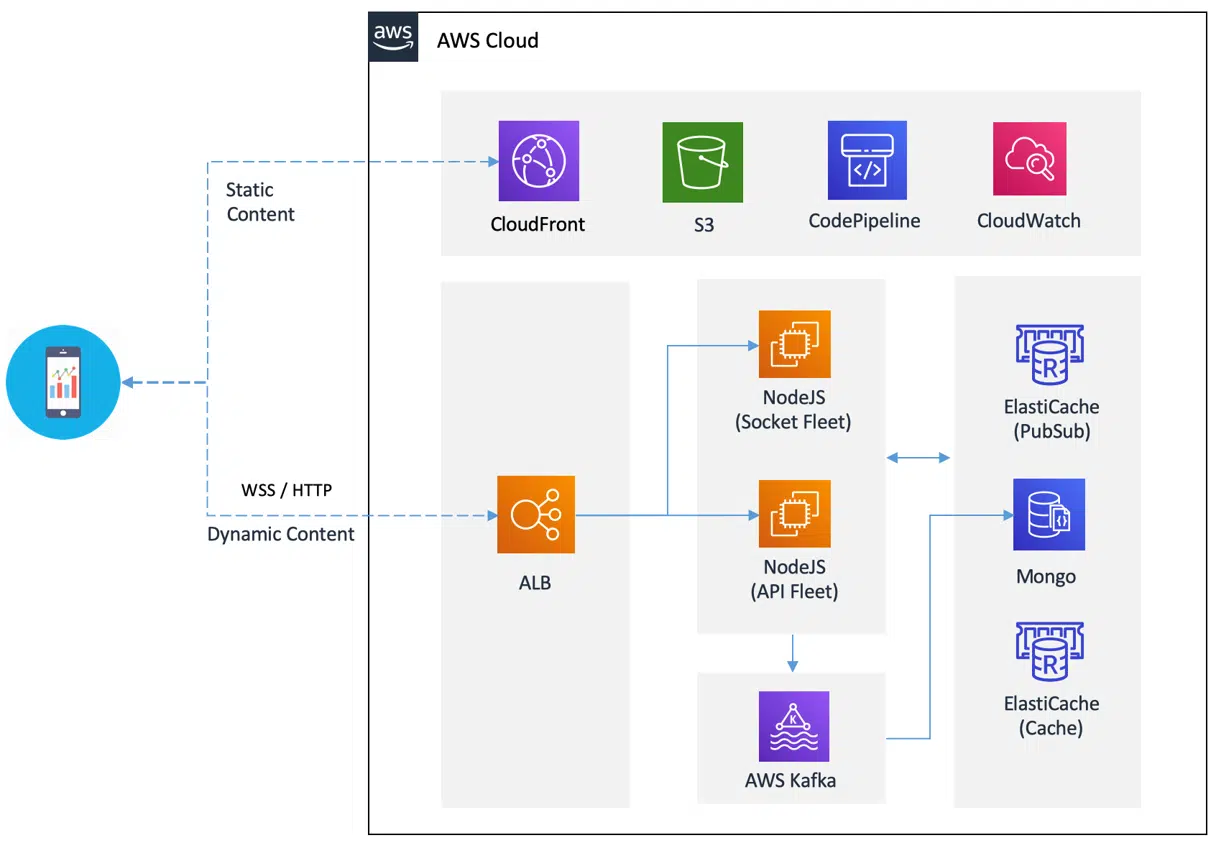 aws
AWS Cloud
CloudFront
S3
CodePipeline
CloudWatch
Static
Content
WSS / HTTP
Dynamic Content
ALB
NodeJS
(Socket Fleet)
NodeJS
(API Fleet)
K
AWS Kafka
R
ElastiCache
(PubSub)
Mongo
R
ElastiCache
(Cache)